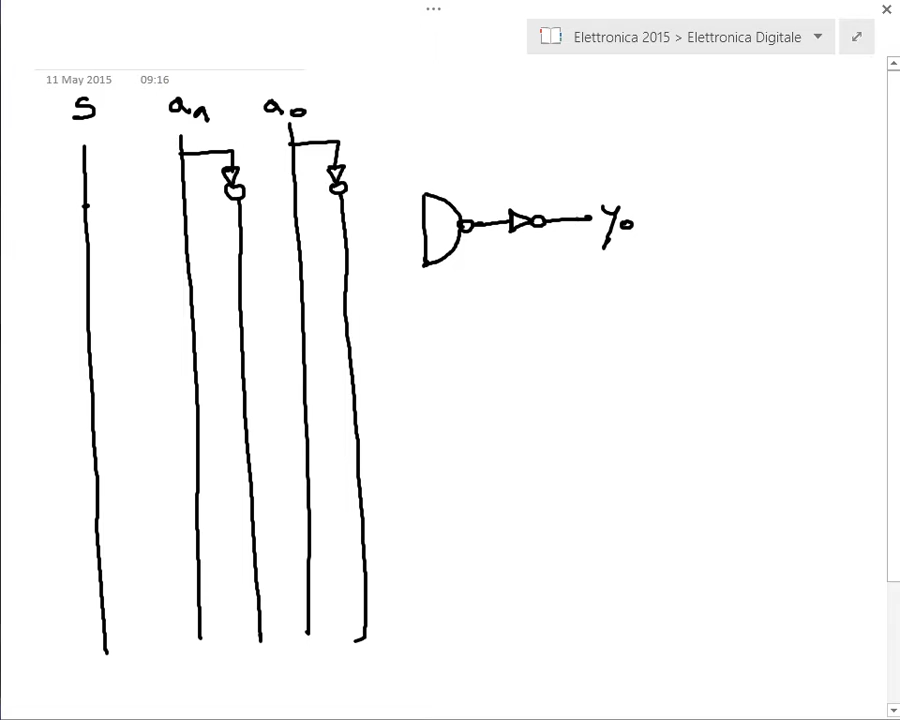 Elettronica 2015 > Elettronica Digitale
11 May 2015 09:16
S a₁ a₀
Y₀